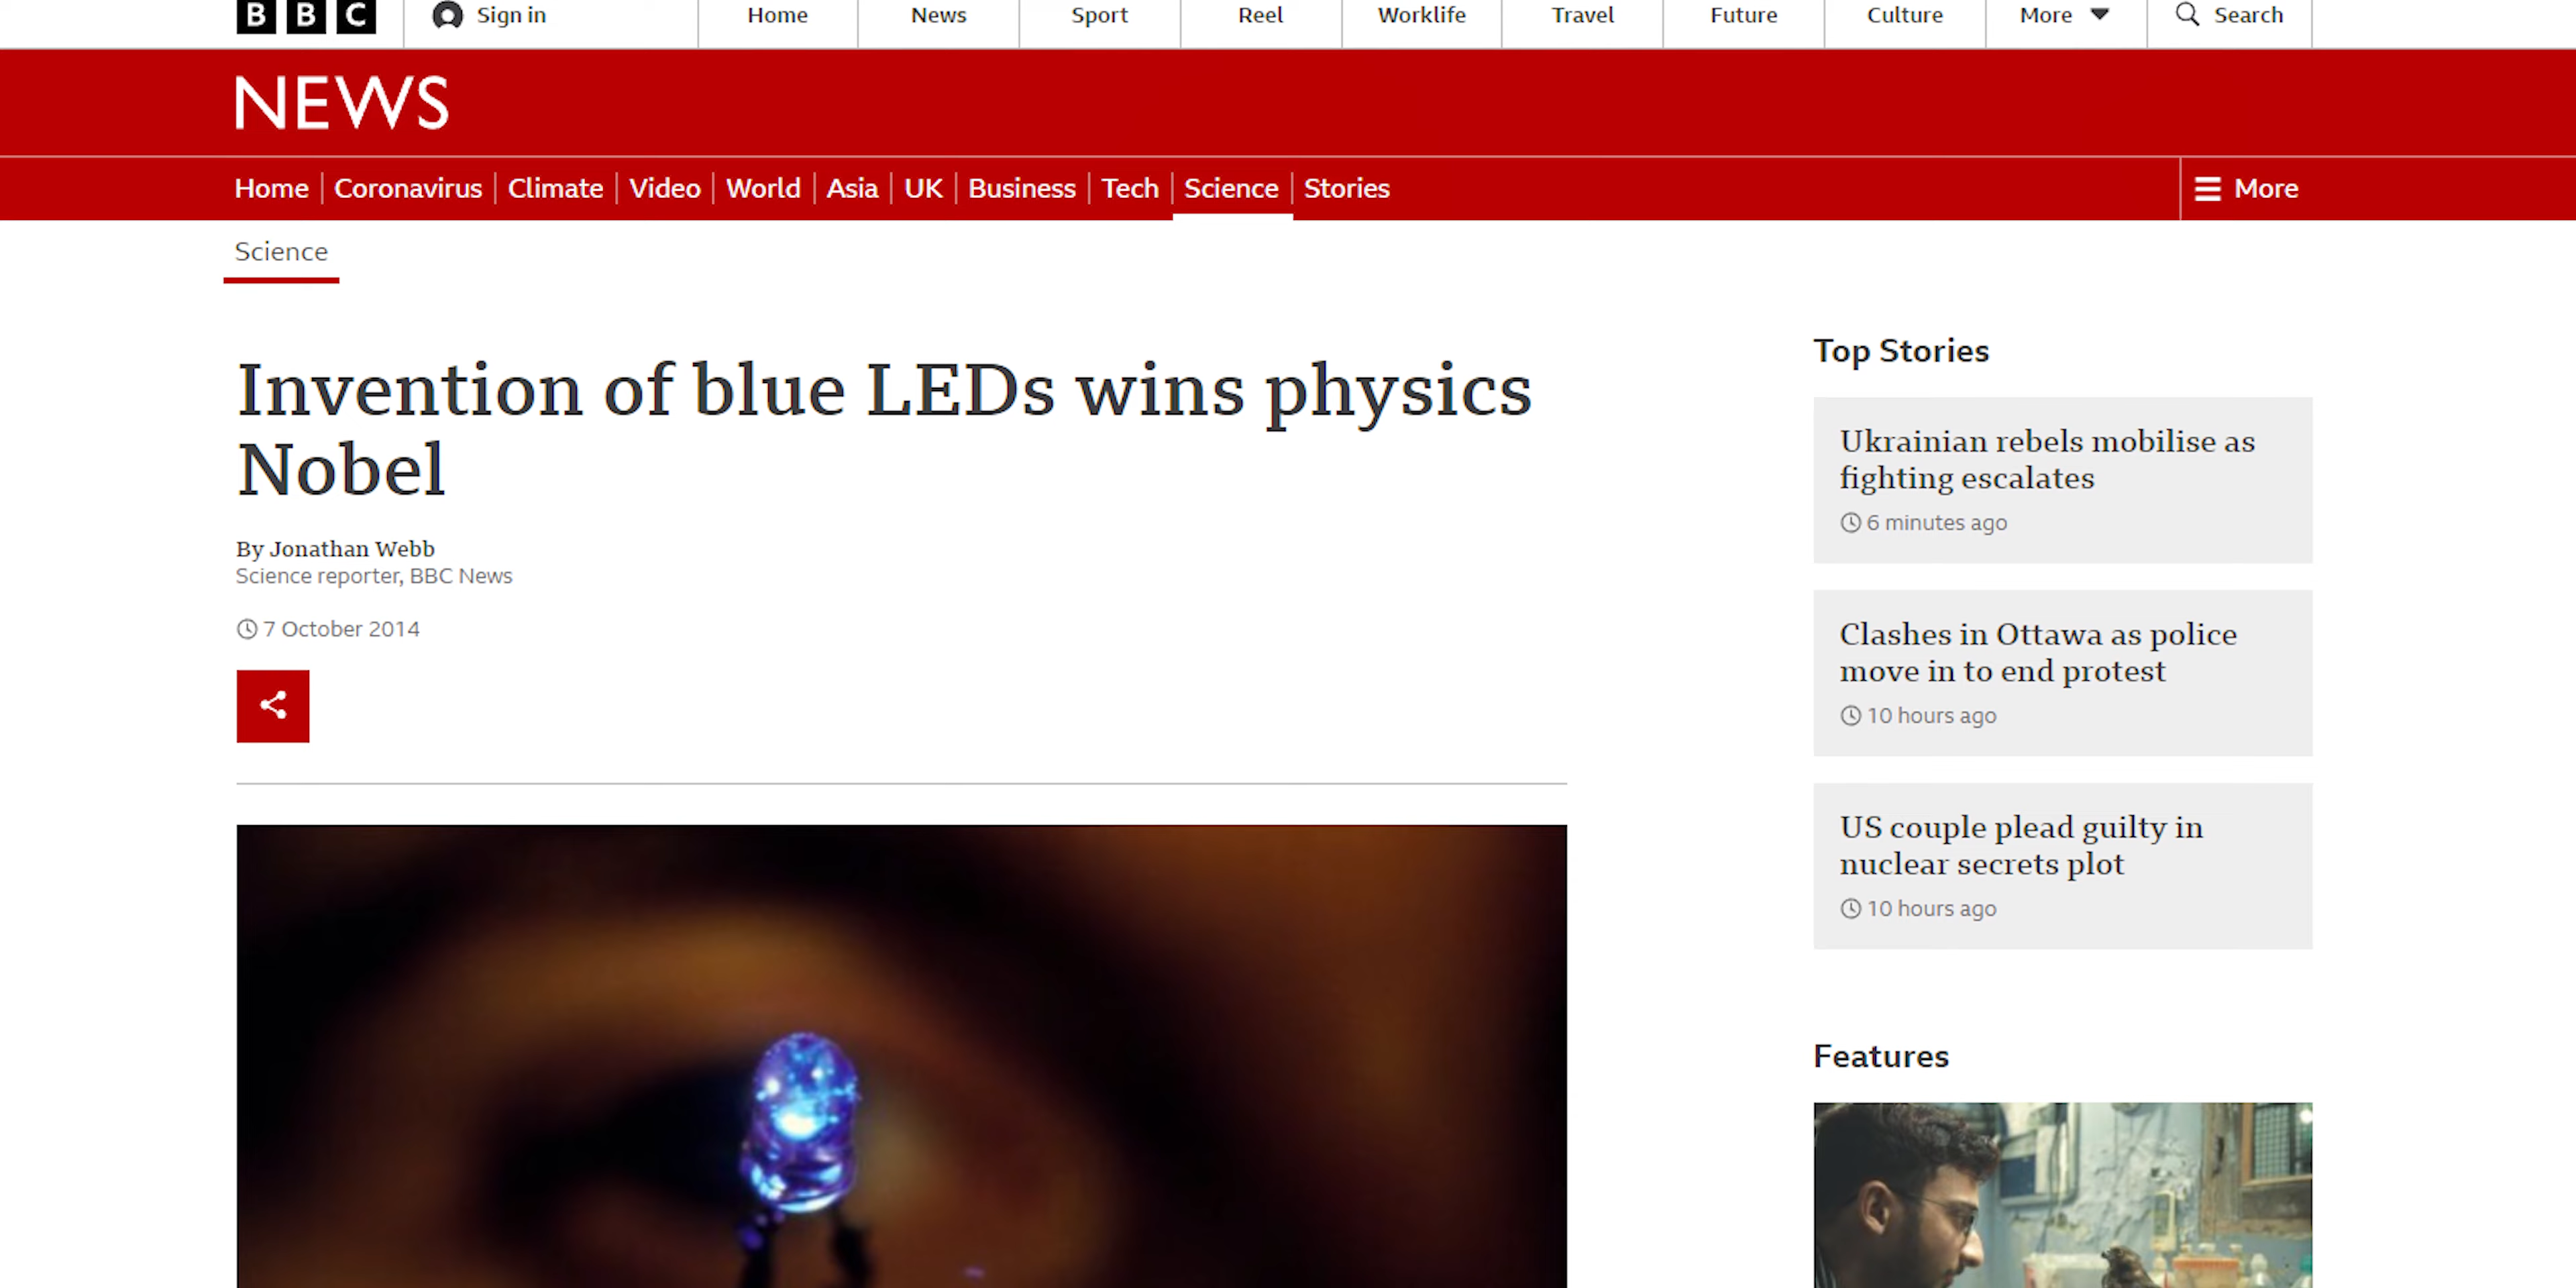 BBC
Sign in
Home
News
Sport
Reel
Worklife
Travel
Future
Culture
More
Search
NEWS
Home
Coronavirus
Climate
Video
World
Asia
UK
Business
Tech
Science
Stories
More
Science
Invention of blue LEDs wins physics
Nobel
By Jonathan Webb
Science reporter, BBC News
7 October 2014
Top Stories
Ukrainian rebels mobilise as
fighting escalates
6 minutes ago
Clashes in Ottawa as police
move in to end protest
10 hours ago
US couple plead guilty in
nuclear secrets plot
10 hours ago
Features